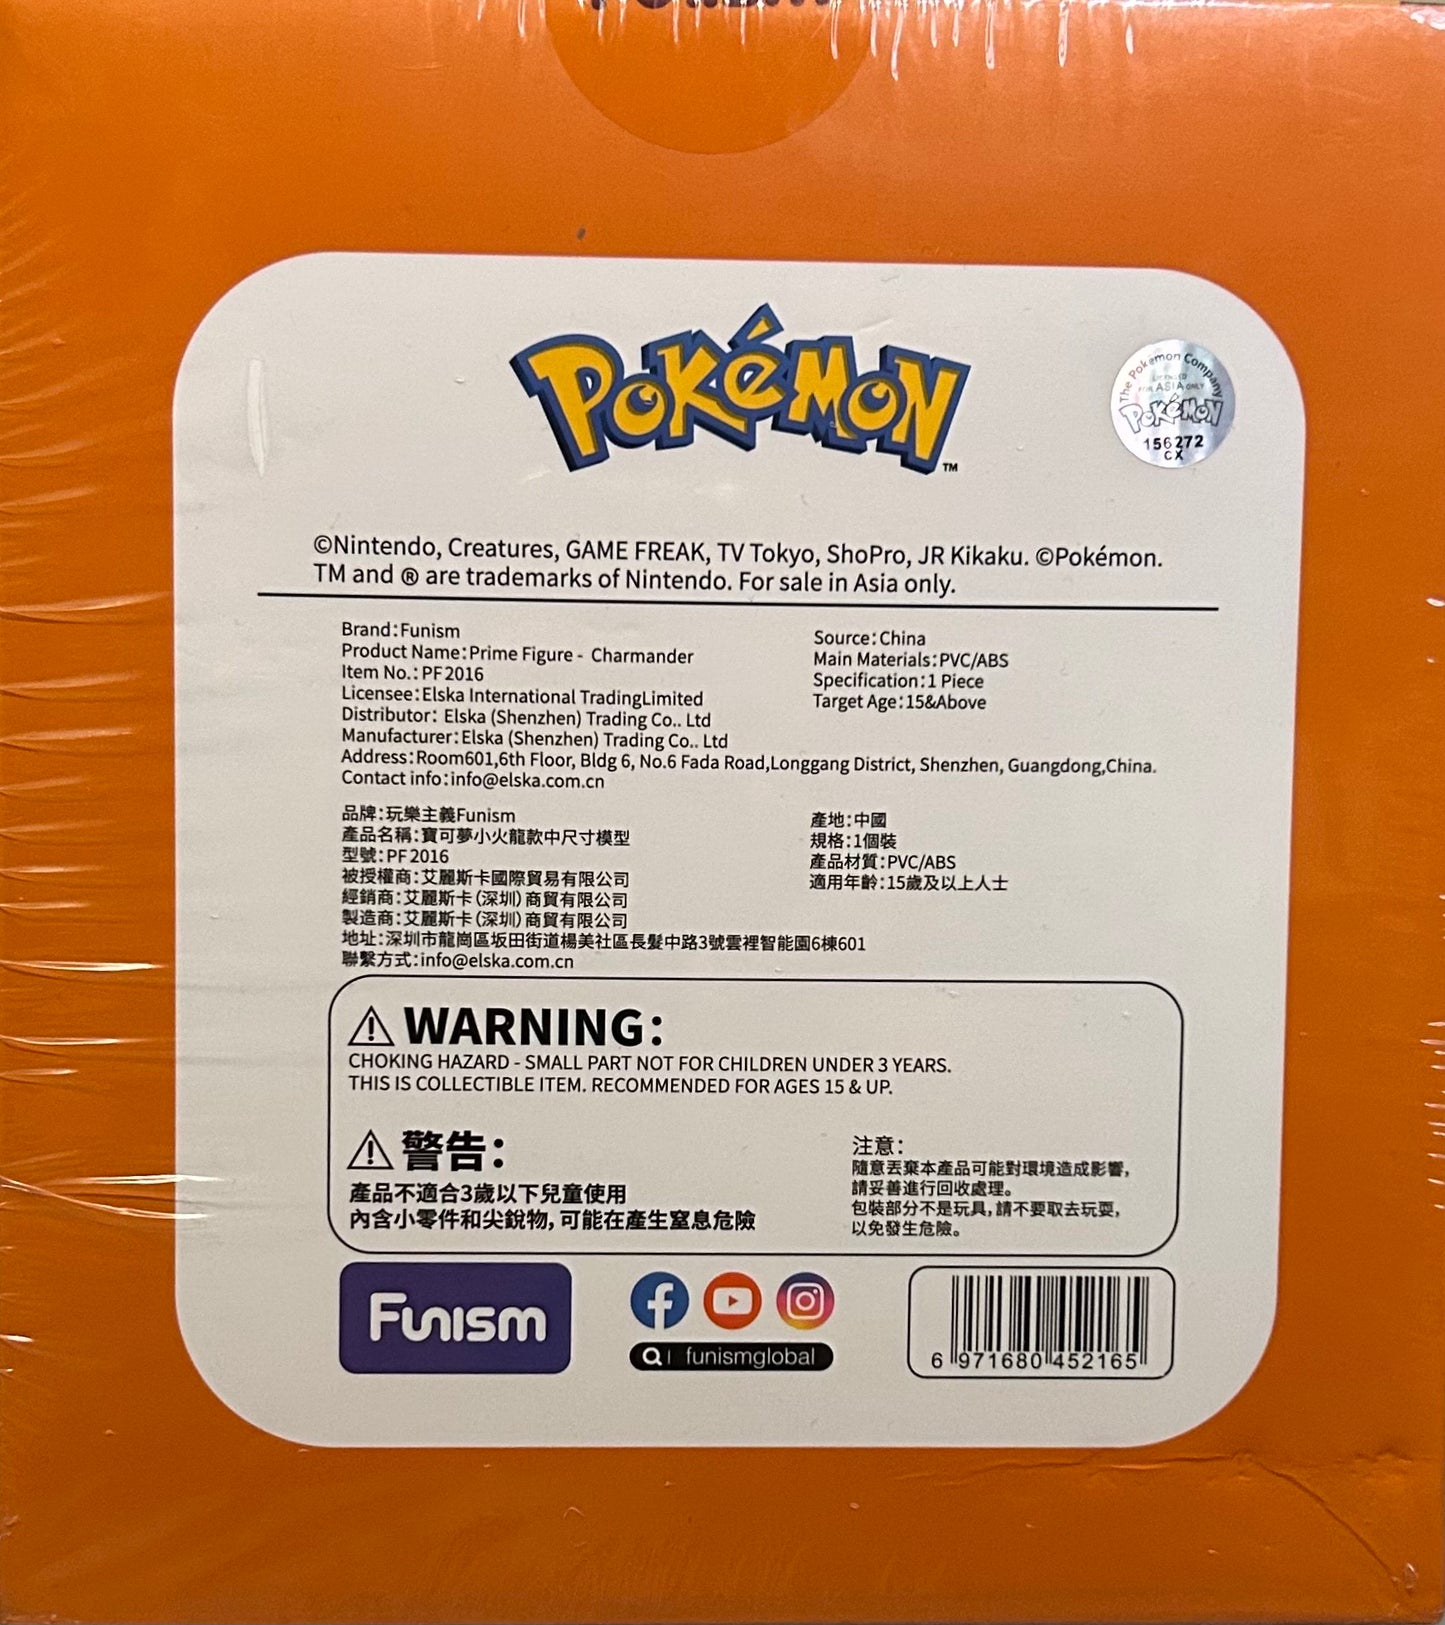 POKÉMON
TM
The Pokémon Company
LICENSED
FOR ASIA ONLY
POKÉMON
156272
CX
©Nintendo, Creatures, GAME FREAK, TV Tokyo, ShoPro, JR Kikaku. ©Pokémon.
TM and ® are trademarks of Nintendo. For sale in Asia only.
Brand:Funism
Product Name:Prime Figure - Charmander
Item No.:PF2016
Licensee:Elska International TradingLimited
Distributor: Elska (Shenzhen) Trading Co.. Ltd
Manufacturer:Elska (Shenzhen) Trading Co.. Ltd
Address:Room601,6th Floor, Bldg 6, No.6 Fada Road,Longgang District, Shenzhen, Guangdong,China.
Contact info:info@elska.com.cn
Source:China
Main Materials:PVC/ABS
Specification:1 Piece
Target Age:15&Above
品牌:玩樂主義Funism
產品名稱:寶可夢小火龍款中尺寸模型
型號:PF2016
被授權商:艾麗斯卡國際貿易有限公司
經銷商:艾麗斯卡(深圳)商貿有限公司
製造商:艾麗斯卡(深圳)商貿有限公司
地址:深圳市龍崗區坂田街道楊美社區長髮中路3號雲裡智能園6棟601
聯繫方式:info@elska.com.cn
產地:中國
規格:1個裝
產品材質:PVC/ABS
適用年齡:15歲及以上人士
WARNING:
CHOKING HAZARD - SMALL PART NOT FOR CHILDREN UNDER 3 YEARS.
THIS IS COLLECTIBLE ITEM. RECOMMENDED FOR AGES 15 & UP.
警告:
產品不適合3歲以下兒童使用
內含小零件和尖銳物,可能在產生窒息危險
注意:
隨意丟棄本產品可能對環境造成影響,
請妥善進行回收處理。
包裝部分不是玩具,請不要取去玩耍,
以免發生危險。
Funism
funismglobal
6 971680 452165